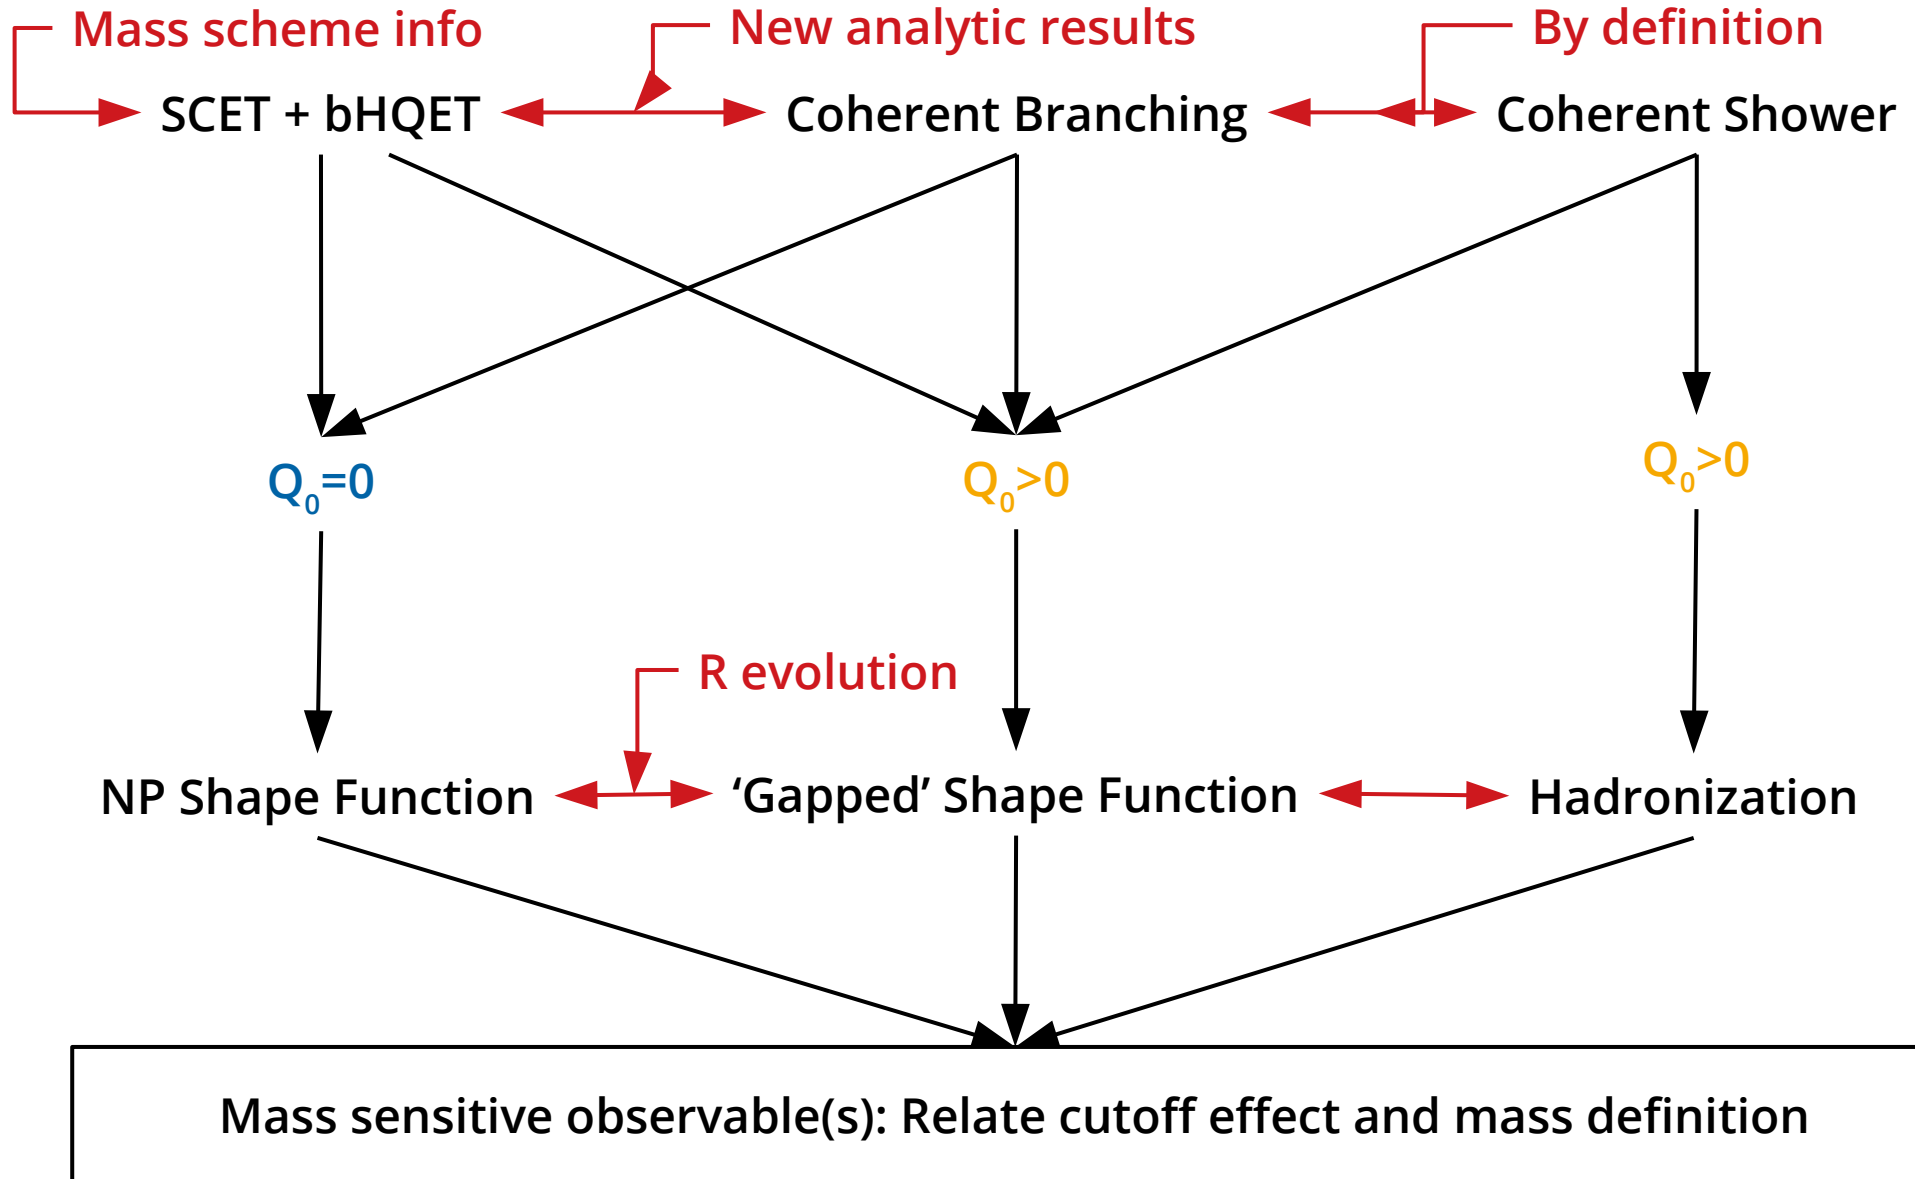 Mass scheme info
New analytic results
By definition
SCET + bHQET
Coherent Branching
Coherent Shower
Q₀=0
Q₀>0
Q₀>0
R evolution
NP Shape Function
‘Gapped’ Shape Function
Hadronization
Mass sensitive observable(s): Relate cutoff effect and mass definition